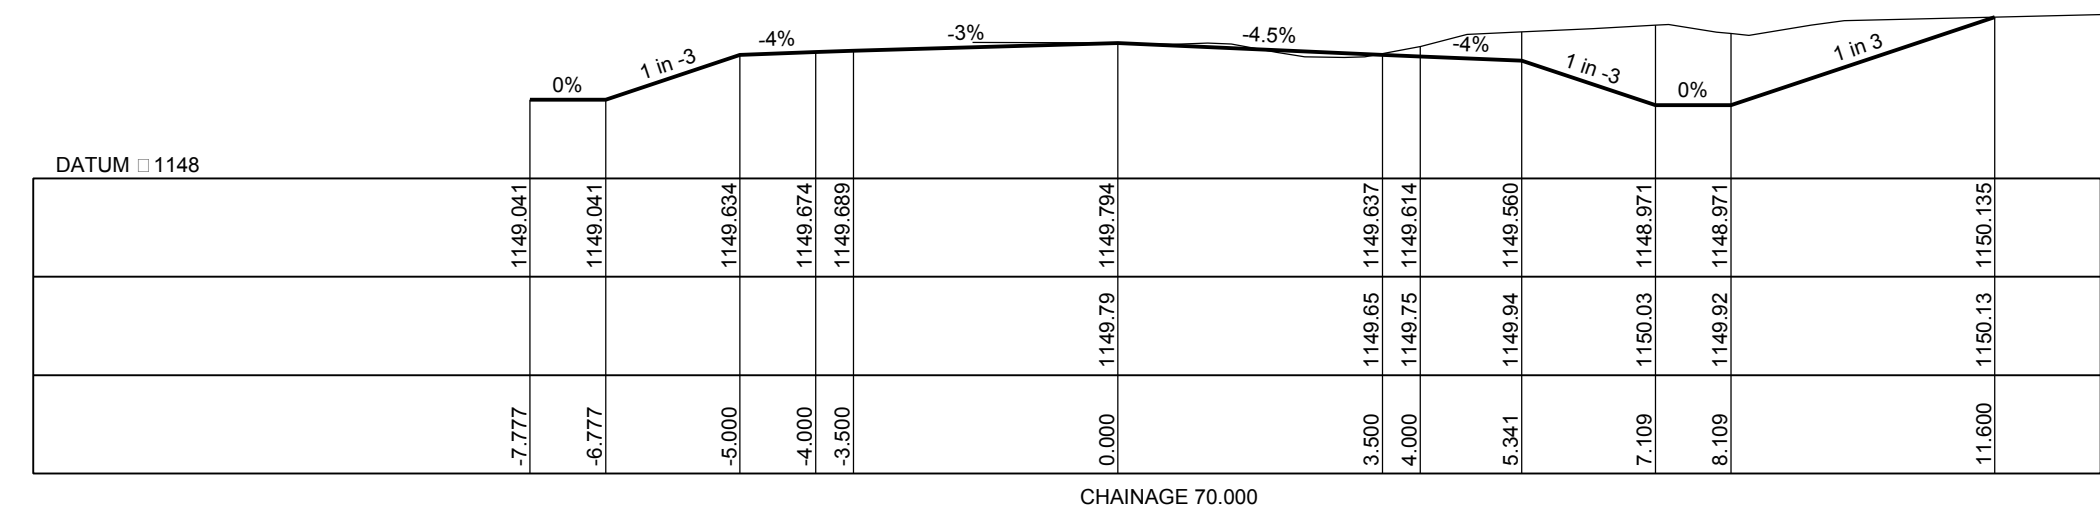 -3%
-4.5%
-4%
-4%
1 in 3
1 in -3
1 in -3
0%
0%
DATUM □ 1148
1149.041 1149.041 1149.634 1149.674 1149.689 1149.794 1149.637 1149.614 1149.560 1148.971 1148.971 1150.135
1149.79 1149.65 1149.75 1149.94 1150.03 1149.92 1150.13
-7.777 -6.777 -5.000 -4.000 -3.500 0.000 3.500 4.000 5.341 7.109 8.109 11.600
CHAINAGE 70.000